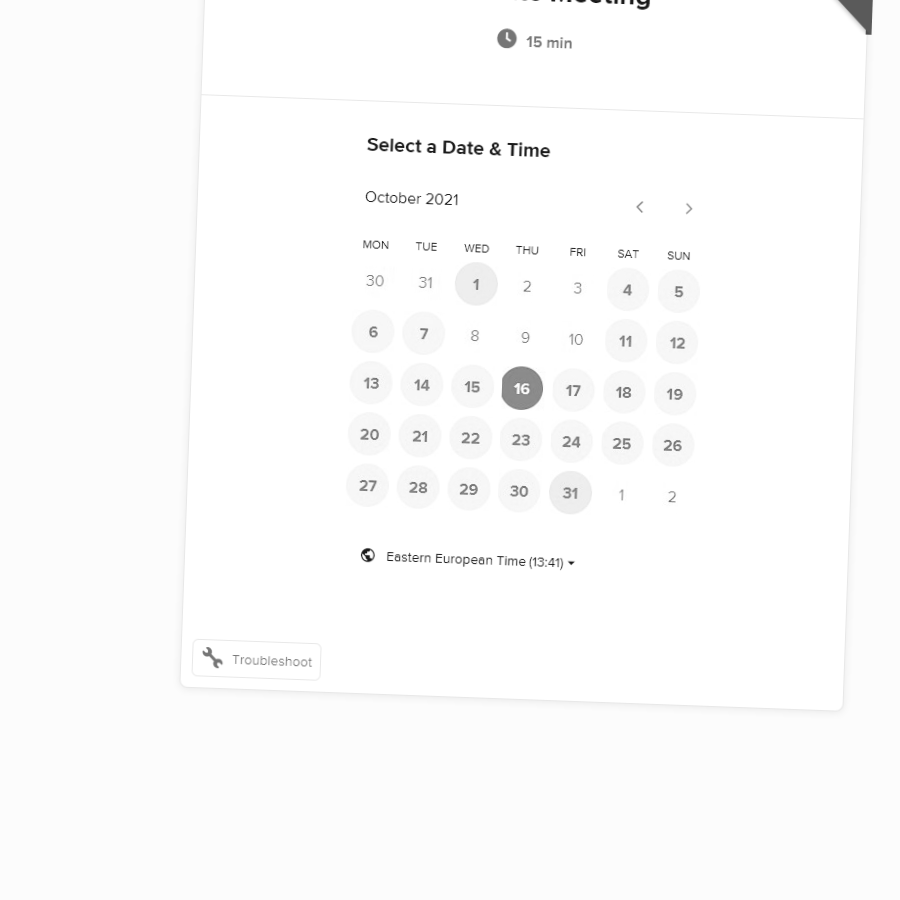 Meeting
15 min
Select a Date & Time
October 2021
MON TUE WED THU FRI SAT SUN
30 31 1 2 3 4 5
6 7 8 9 10 11 12
13 14 15 16 17 18 19
20 21 22 23 24 25 26
27 28 29 30 31 1 2
Eastern European Time (13:41)
Troubleshoot